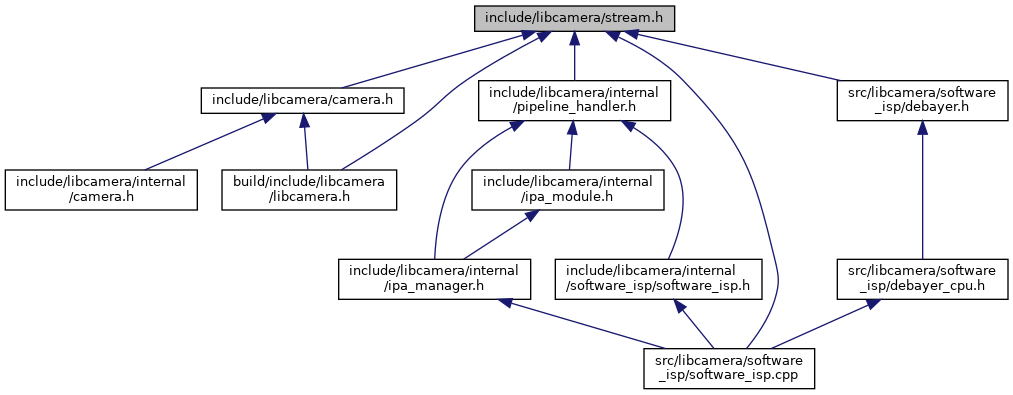 include/libcamera/stream.h
include/libcamera/camera.h
include/libcamera/internal
/pipeline_handler.h
src/libcamera/software
_isp/debayer.h
include/libcamera/internal
/camera.h
build/include/libcamera
/libcamera.h
include/libcamera/internal
/ipa_module.h
include/libcamera/internal
/ipa_manager.h
include/libcamera/internal
/software_isp/software_isp.h
src/libcamera/software
_isp/debayer_cpu.h
src/libcamera/software
_isp/software_isp.cpp